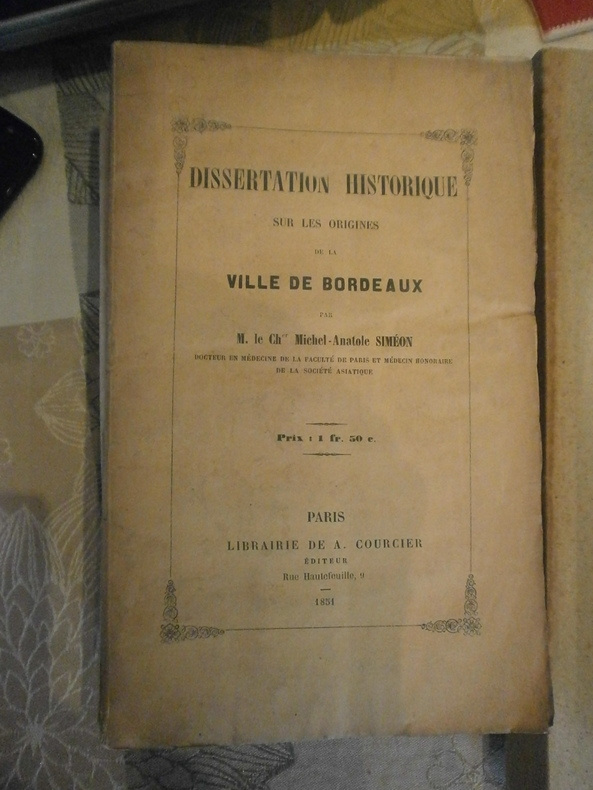 DISSERTATION HISTORIQUE
SUR LES ORIGINES
DE LA
VILLE DE BORDEAUX
PAR
M. le Ch^er Michel-Anatole SIMÉON
DOCTEUR EN MÉDECINE DE LA FACULTÉ DE PARIS ET MÉDECIN HONORAIRE
DE LA SOCIÉTÉ ASIATIQUE
Prix : 1 fr. 50 c.
PARIS
LIBRAIRIE DE A. COURCIER
ÉDITEUR
Rue Hautefeuille, 9
1851